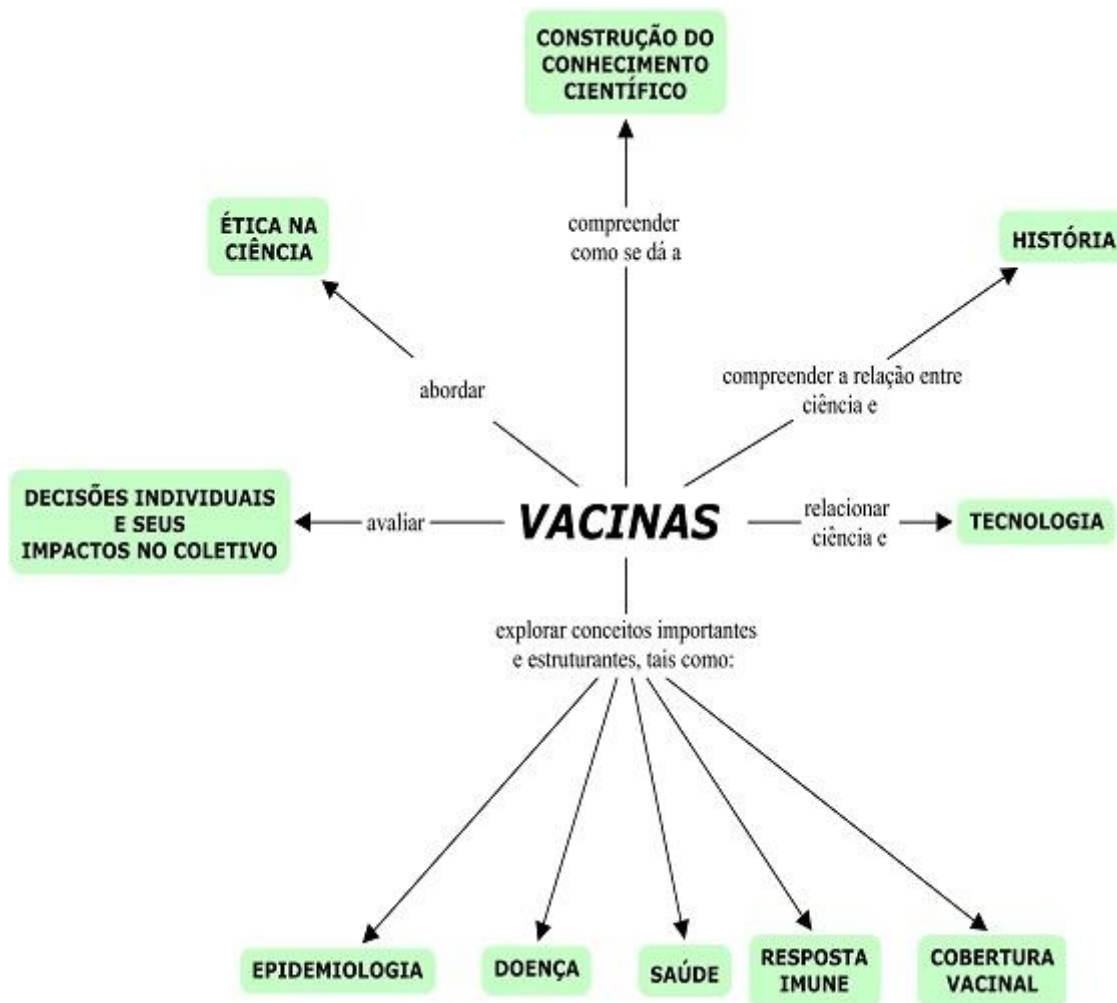 CONSTRUÇÃO DO
CONHECIMENTO
CIENTÍFICO
ÉTICA NA
CIÊNCIA
compreender
como se dá a
HISTÓRIA
abordar
compreender a relação entre
ciência e
DECISÕES INDIVIDUAIS
E SEUS
IMPACTOS NO COLETIVO
avaliar
VACINAS
relacionar
ciência e
TECNOLOGIA
explorar conceitos importantes
e estruturantes, tais como:
EPIDEMIOLOGIA
DOENÇA
SAÚDE
RESPOSTA
IMUNE
COBERTURA
VACINAL